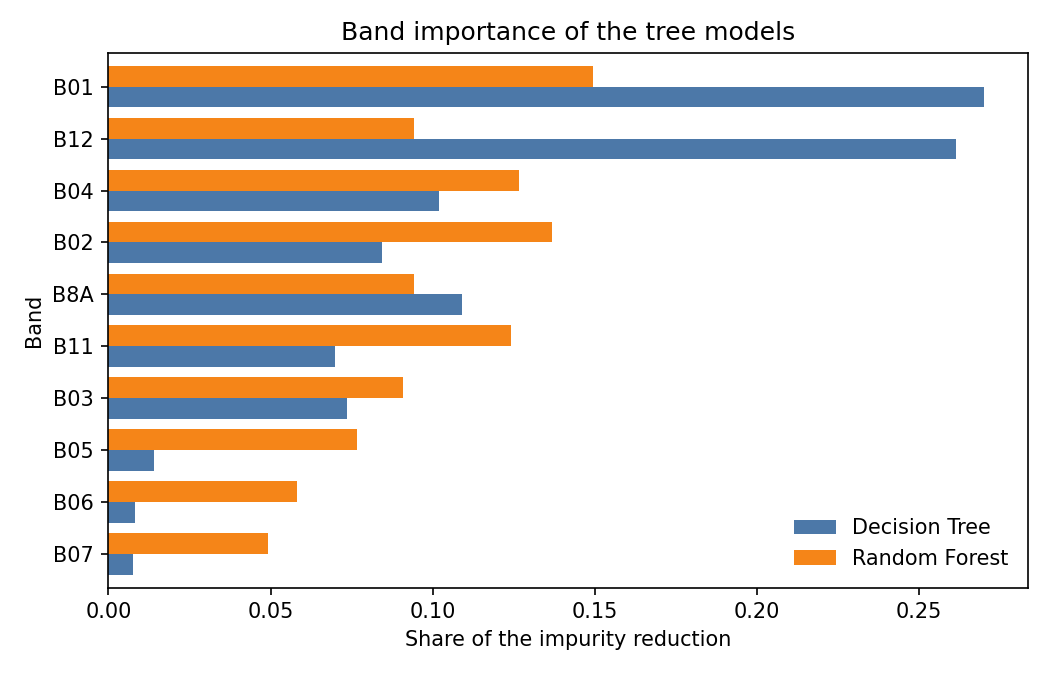 Band importance of the tree models
B01
B12
B04
B02
B8A
B11
B03
B05
B06
B07
Band
Decision Tree
Random Forest
0.00 0.05 0.10 0.15 0.20 0.25
Share of the impurity reduction